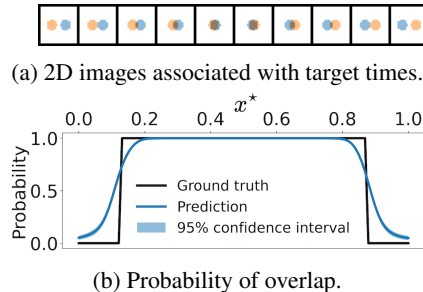 (a) 2D images associated with target times.
x⋆
0.0 0.2 0.4 0.6 0.8 1.0
1.0
0.5
0.0
Probability
Ground truth
Prediction
95% confidence interval
(b) Probability of overlap.